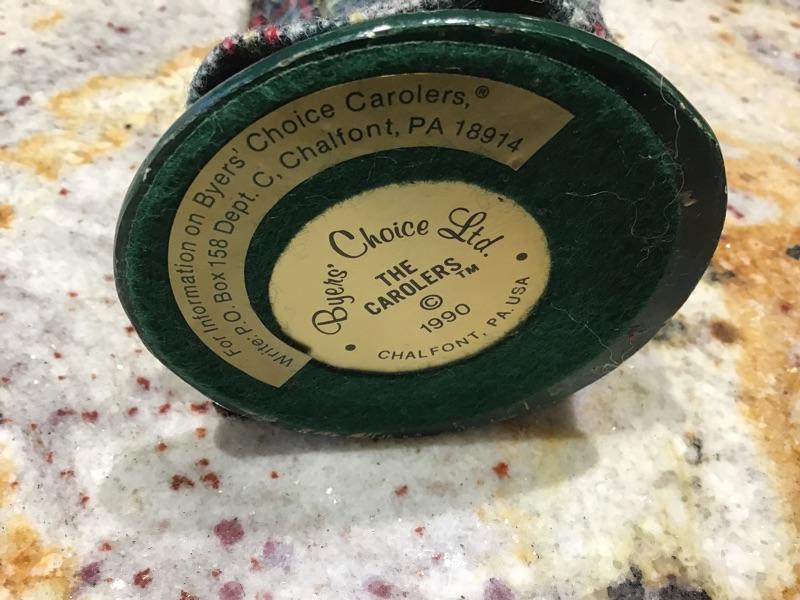 For Information on Byers' Choice Carolers,®
Write: P.O. Box 158 Dept. C, Chalfont, PA 18914
Byers' Choice Ltd.
THE
CAROLERS™
©
1990
• CHALFONT, PA. USA •